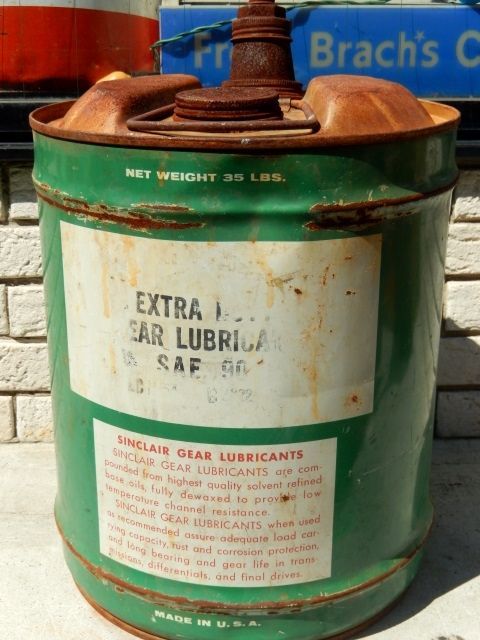 Brach's
NET WEIGHT 35 LBS.
EXTRA
SAE 90
SINCLAIR GEAR LUBRICANTS
SINCLAIR GEAR LUBRICANTS are com-
pounded from highest quality solvent refined
base oils, fully dewaxed to provide low
temperature channel resistance.
SINCLAIR GEAR LUBRICANTS when used
as recommended assure adequate load car-
rying capacity, rust and corrosion protection,
and long bearing and gear life in trans-
missions, differentials, and final drives.
MADE IN U.S.A.